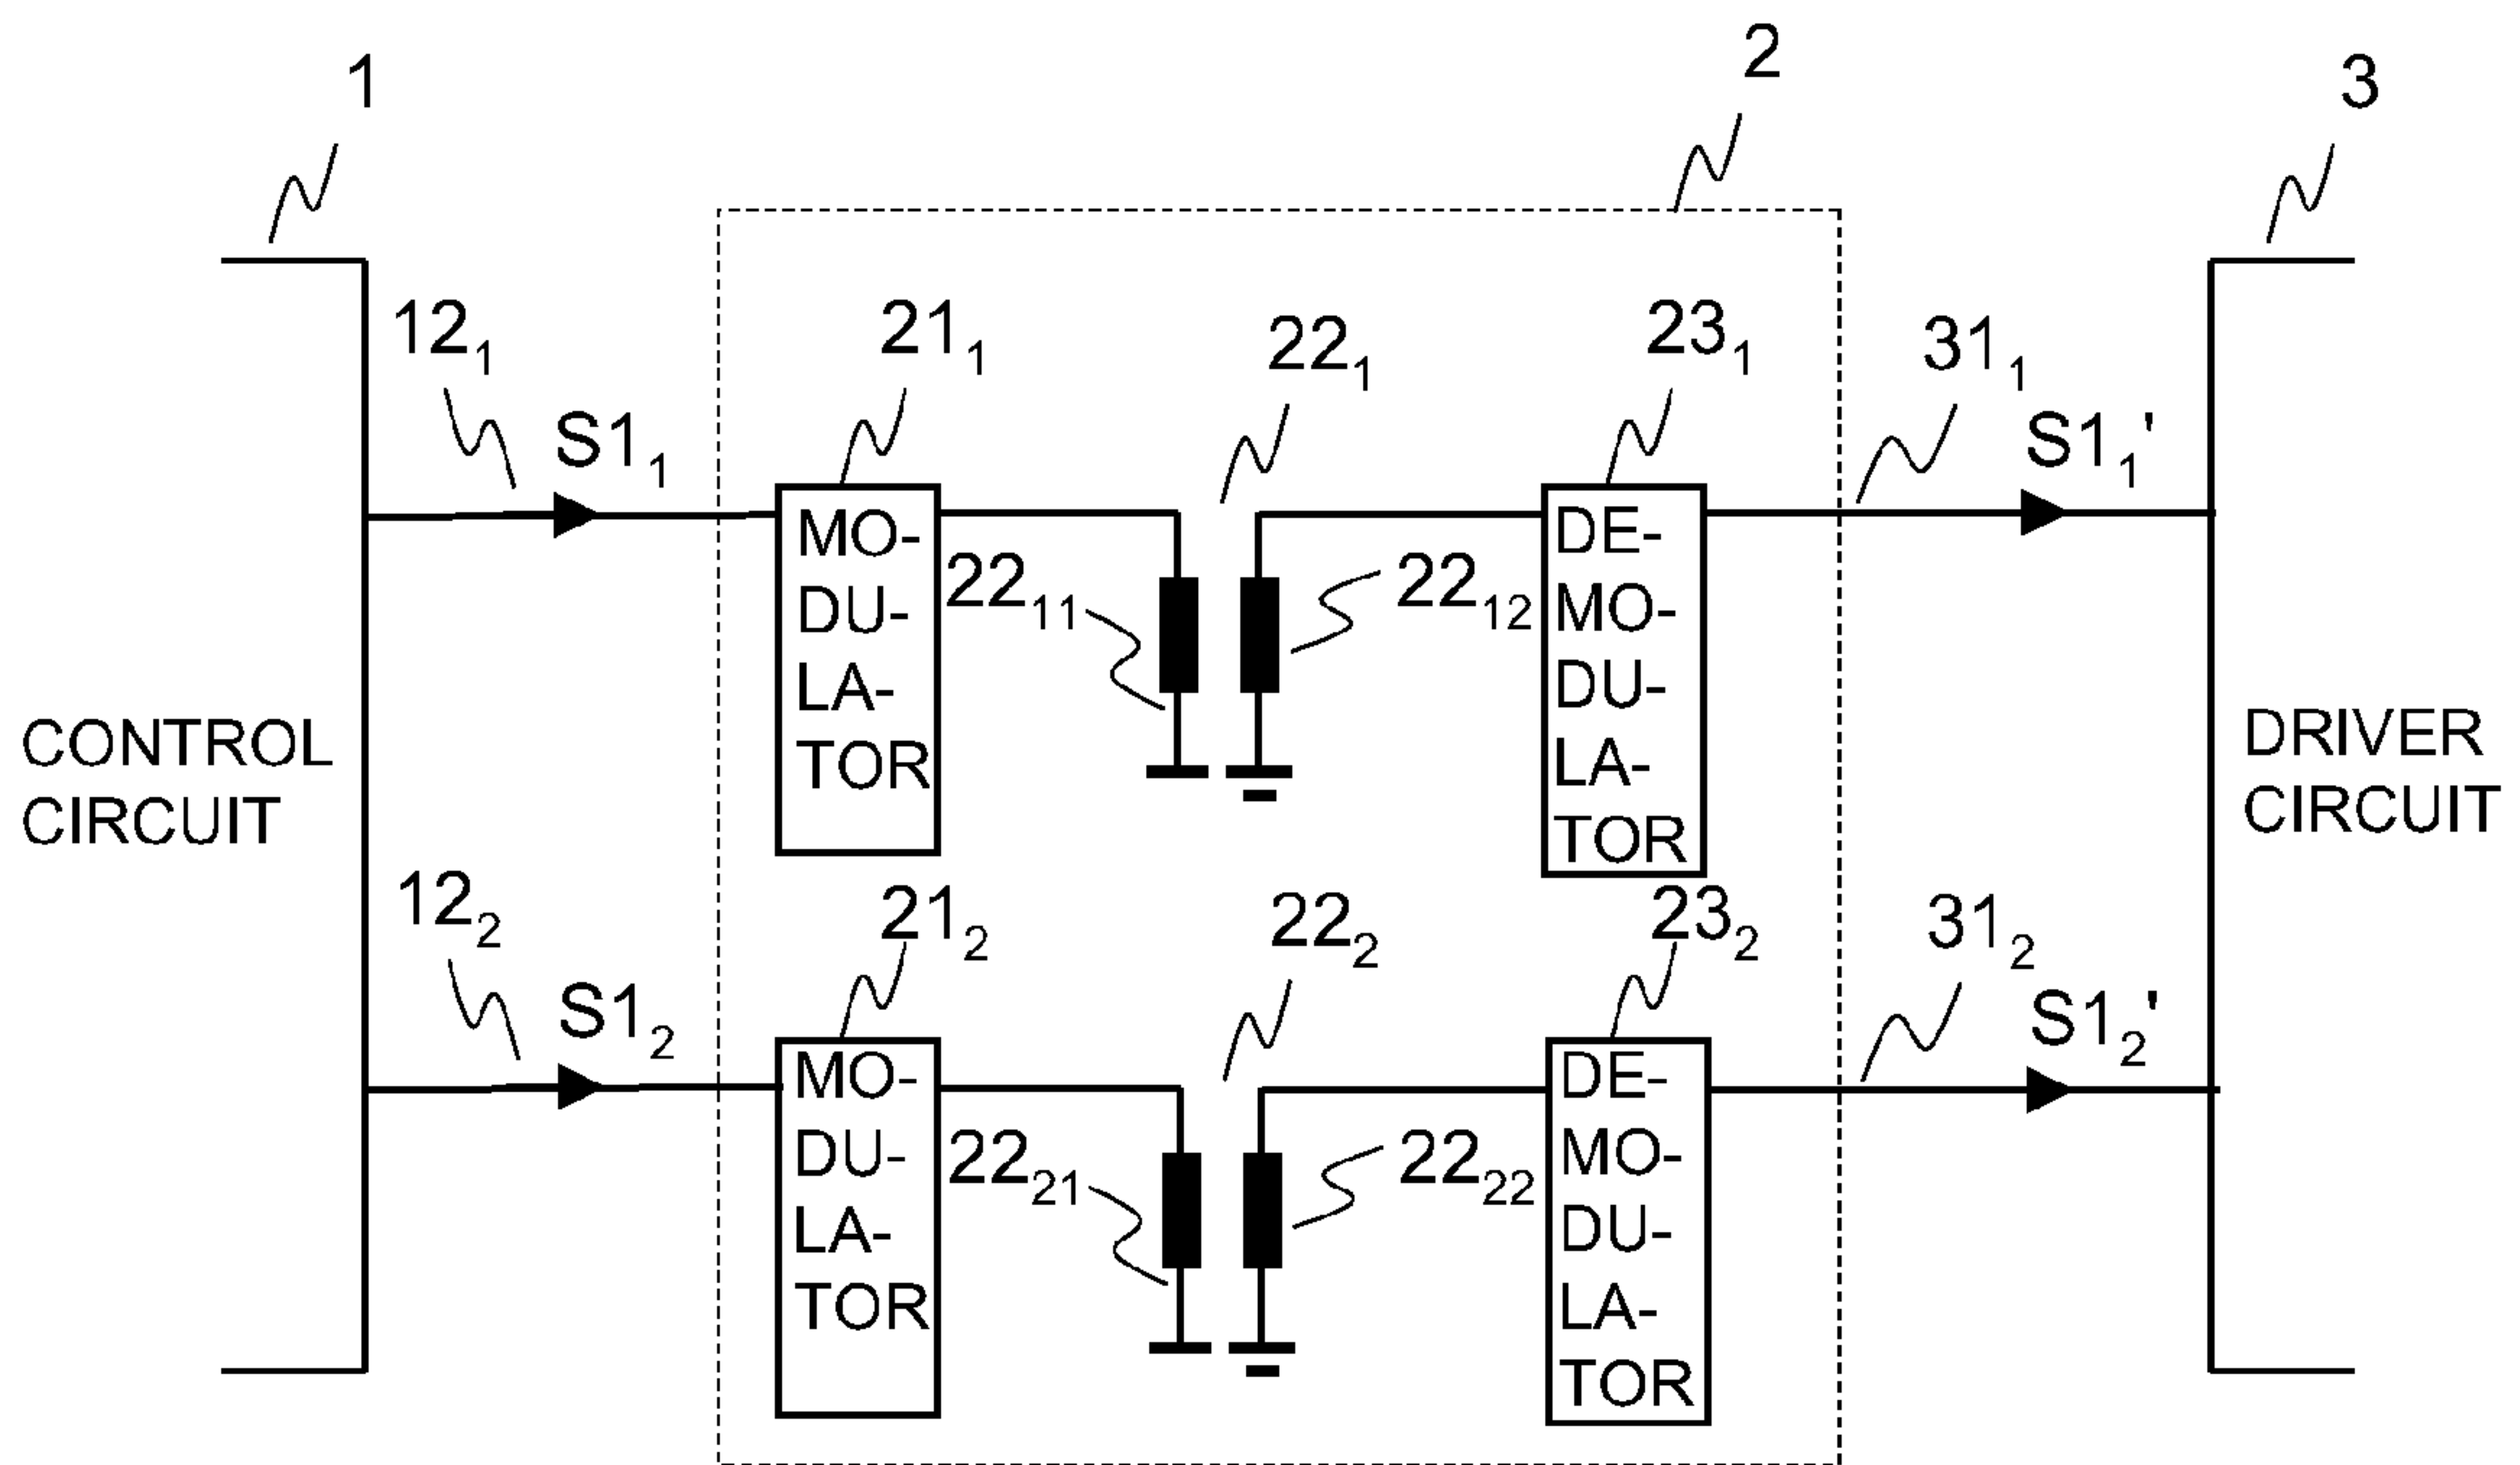 1
2
3
12₁
S1₁
21₁
22₁
23₁
31₁
S1₁'
MO-
DU-
LA-
TOR
22₁₁
22₁₂
DE-
MO-
DU-
LA-
TOR
CONTROL
CIRCUIT
DRIVER
CIRCUIT
12₂
S1₂
21₂
22₂
23₂
31₂
S1₂'
MO-
DU-
LA-
TOR
22₂₁
22₂₂
DE-
MO-
DU-
LA-
TOR